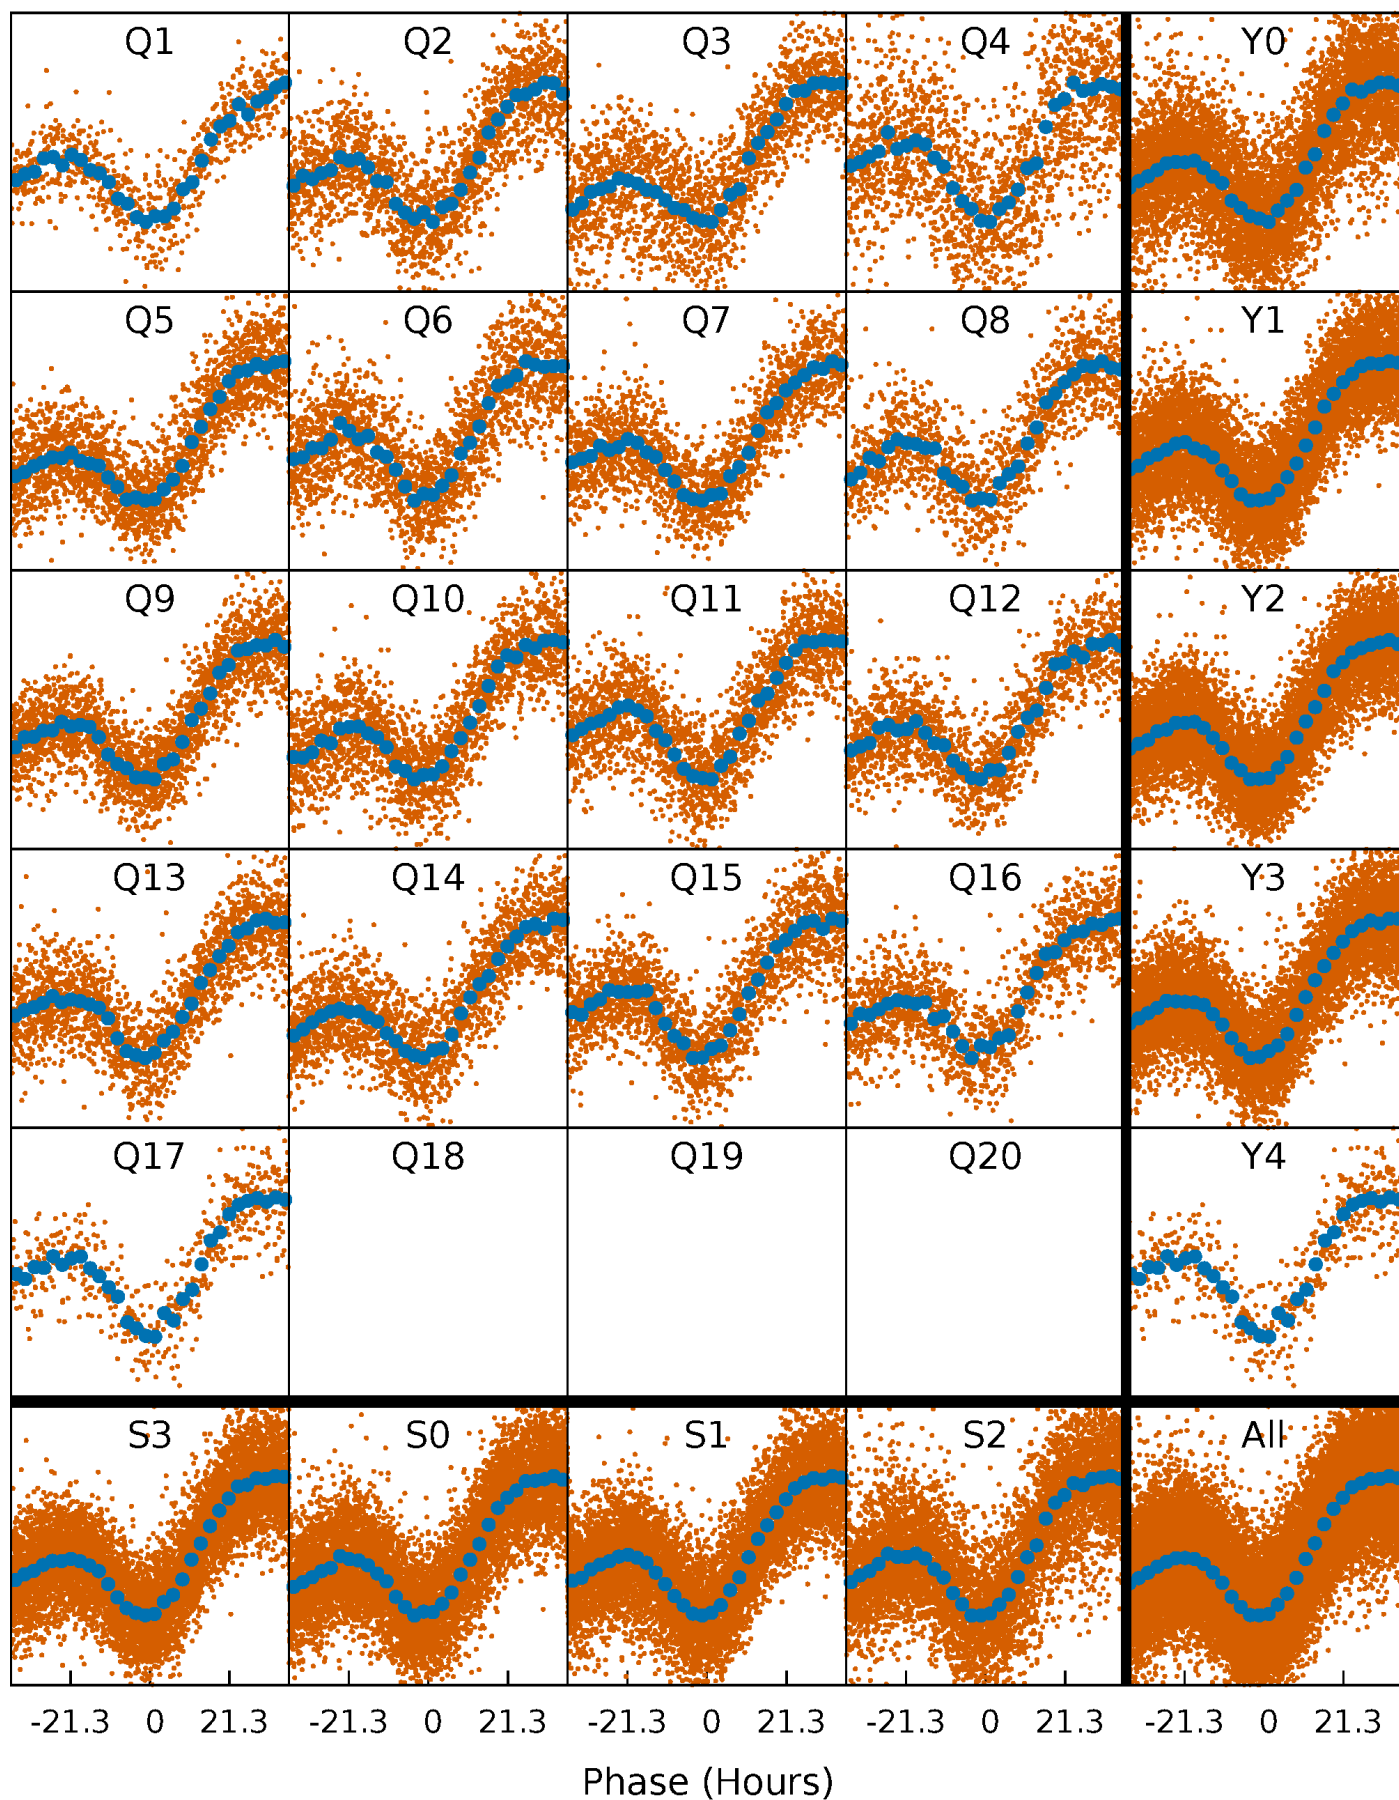 Q1 Q2 Q3 Q4 Y0
Q5 Q6 Q7 Q8 Y1
Q9 Q10 Q11 Q12 Y2
Q13 Q14 Q15 Q16 Y3
Q17 Q18 Q19 Q20 Y4
S3 S0 S1 S2 All
-21.3 0 21.3 -21.3 0 21.3 -21.3 0 21.3 -21.3 0 21.3 -21.3 0 21.3
Phase (Hours)